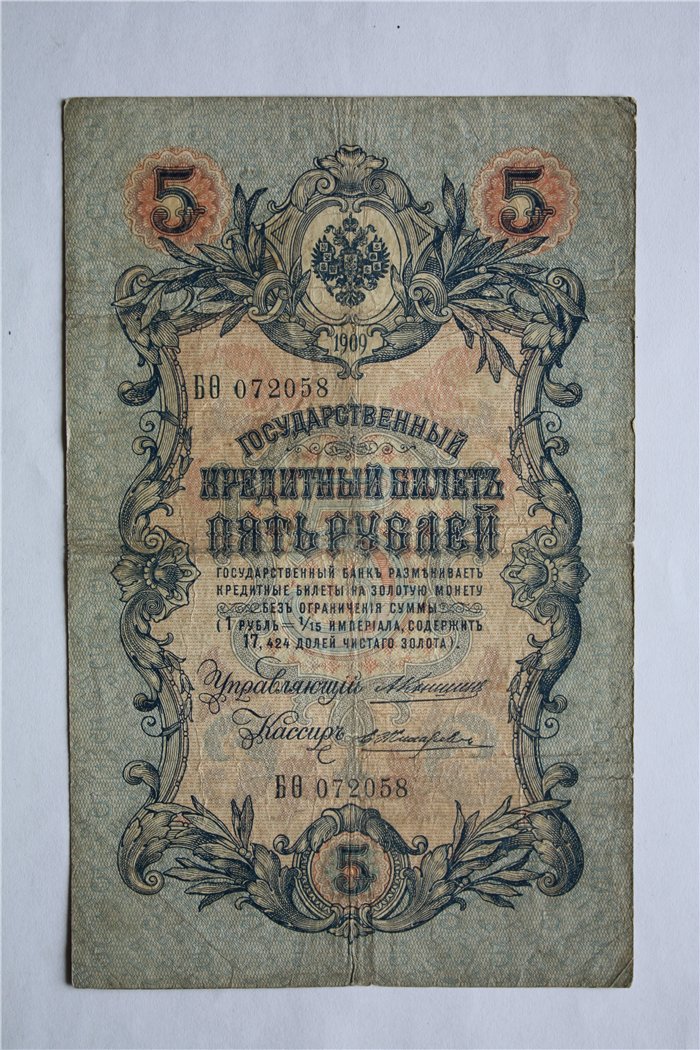 5 5
1909
БѲ 072058
ГОСУДАРСТВЕННЫЙ
КРЕДИТНЫЙ БИЛЕТЪ
ПЯТЬ РУБЛЕЙ
ГОСУДАРСТВЕННЫЙ БАНКЪ РАЗМѢНИВАЕТЪ
КРЕДИТНЫЕ БИЛЕТЫ НА ЗОЛОТУЮ МОНЕТУ
БЕЗЪ ОГРАНИЧЕНІЯ СУММЫ
(1 РУБЛЬ = 1/15 ИМПЕРІАЛА, СОДЕРЖИТЪ
17,424 ДОЛЕЙ ЧИСТАГО ЗОЛОТА).
Управляющій
Кассиръ
БѲ 072058
5